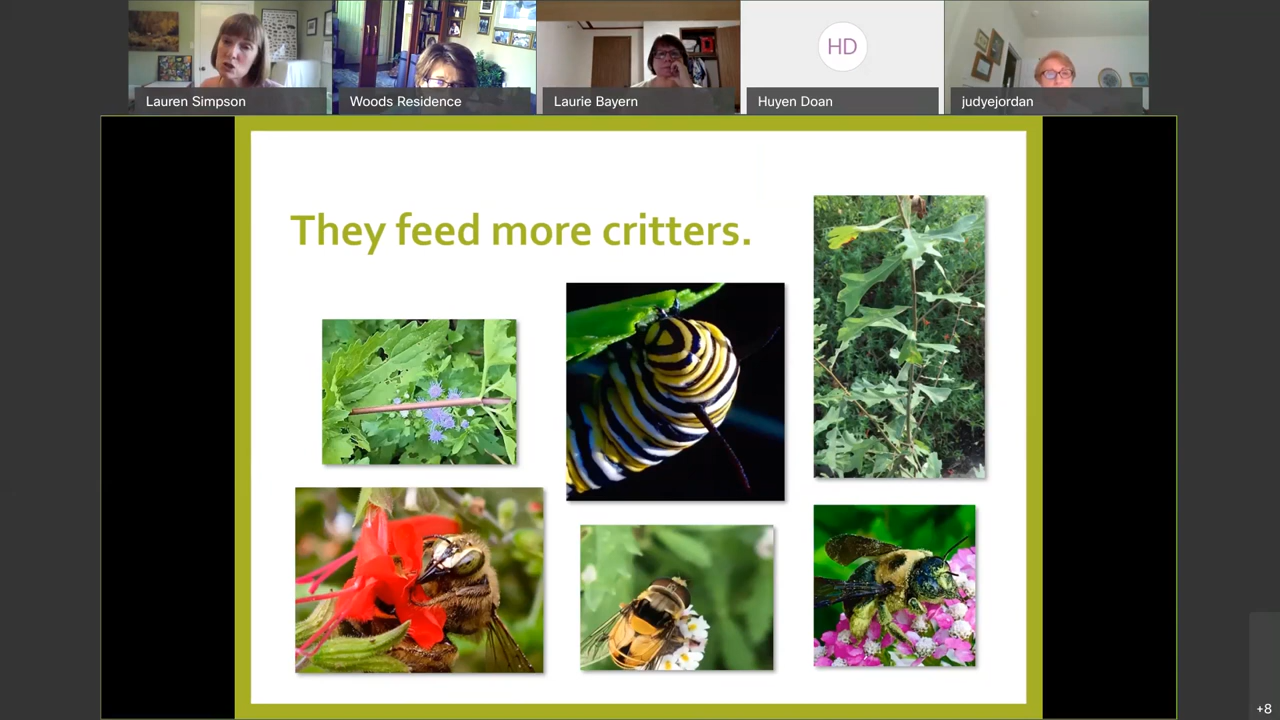 Lauren Simpson
Woods Residence
Laurie Bayern
HD
Huyen Doan
judyejordan
They feed more critters.
+8